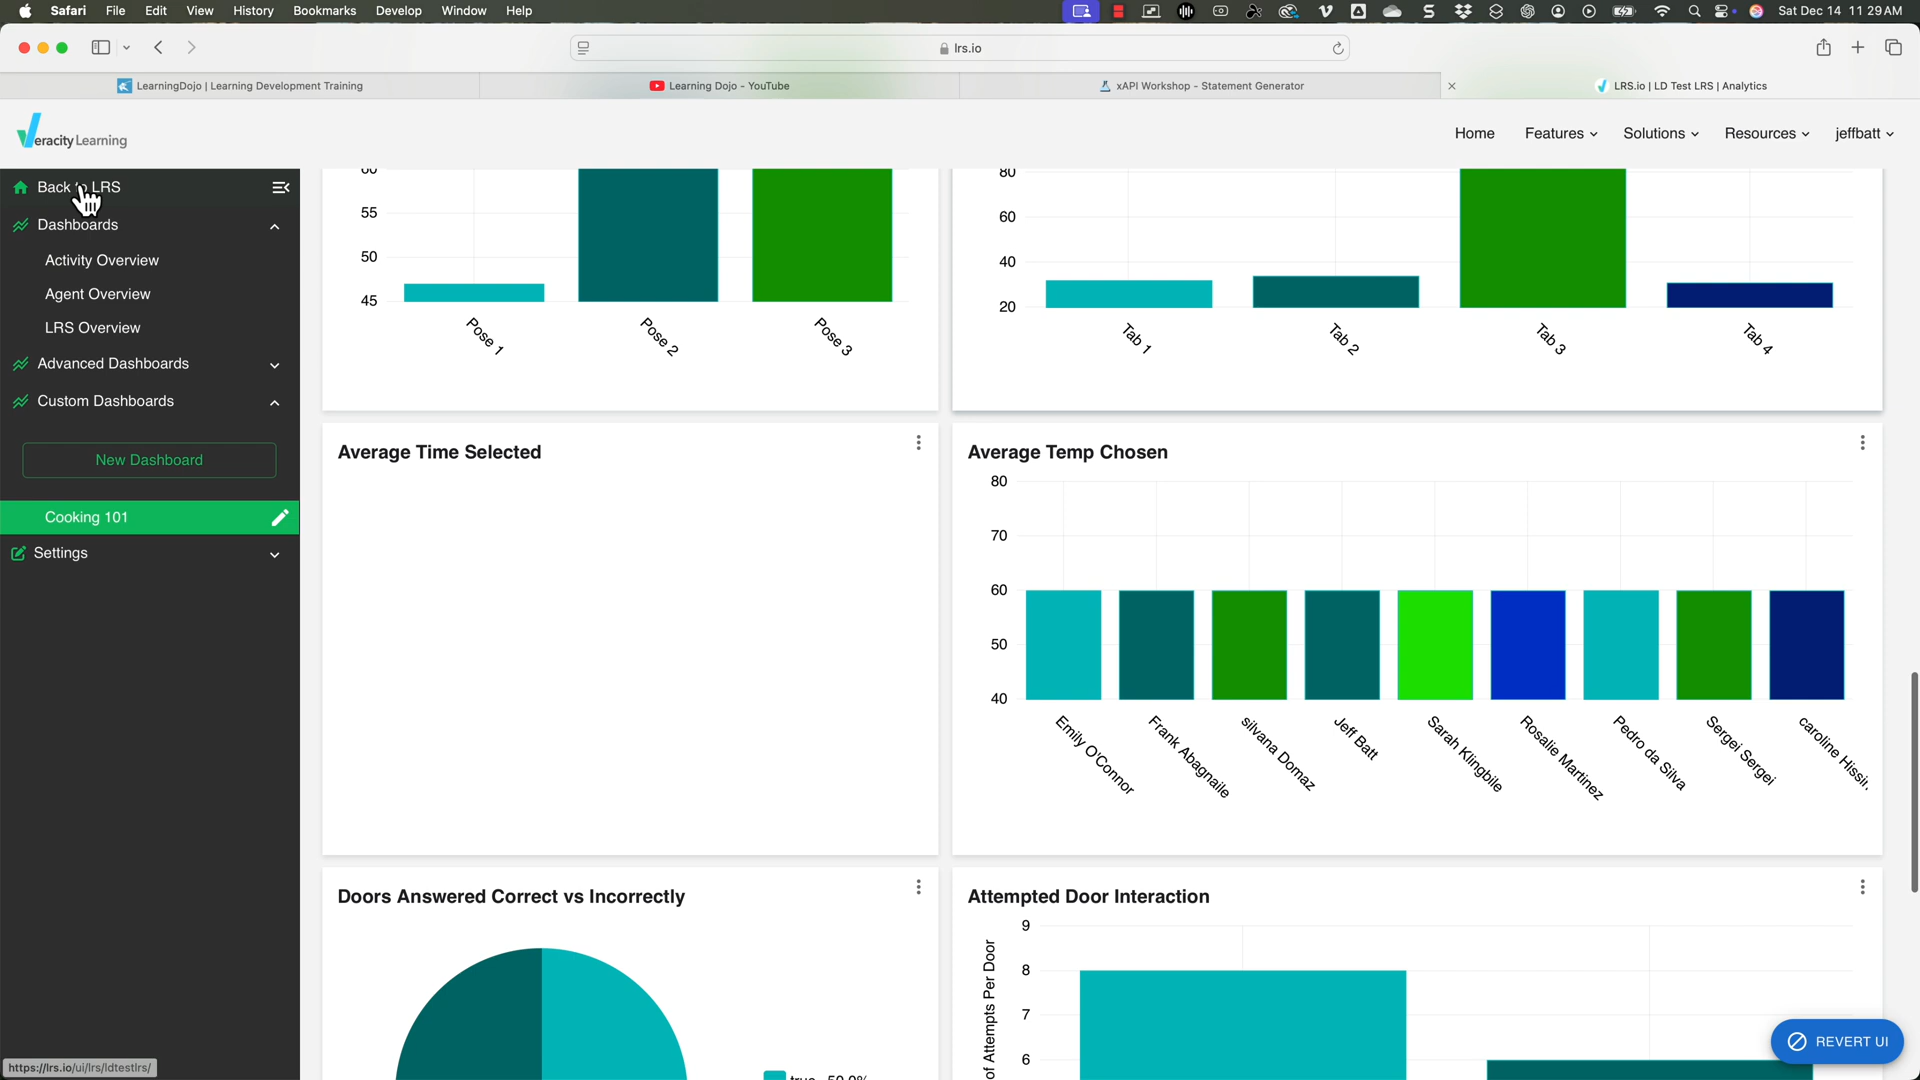 Safari File Edit View History Bookmarks Develop Window Help Sat Dec 14 11 29 AM
lrs.io
LearningDojo | Learning Development Training
Learning Dojo - YouTube
xAPI Workshop - Statement Generator
LRS.io | LD Test LRS | Analytics
Veracity Learning
Home Features Solutions Resources jeffbatt
Back to LRS
Dashboards
Activity Overview
Agent Overview
LRS Overview
Advanced Dashboards
Custom Dashboards
New Dashboard
Cooking 101
Settings
60
55
50
45
Pose 1
Pose 2
Pose 3
80
60
40
20
Tab 1
Tab 2
Tab 3
Tab 4
Average Time Selected
Average Temp Chosen
80
70
60
50
40
Emily O'Connor
Frank Abagnaile
silvana Domaz
Jeff Batt
Sarah Klingbile
Rosalie Martinez
Pedro da Silva
Sergei Sergei
caroline
Doors Answered Correct vs Incorrectly
true 50.0%
Attempted Door Interaction
of Attempts Per Door
9
8
7
6
REVERT UI
https://lrs.io/ui/lrs/ldtestlrs/